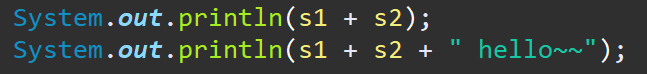 System.out.println(s1 + s2);
System.out.println(s1 + s2 + " hello~~");